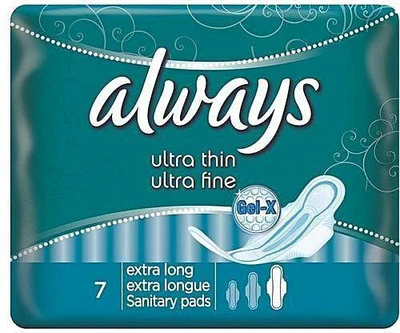 always
ultra thin
ultra fine
Gel-X
7
extra long
extra longue
Sanitary pads